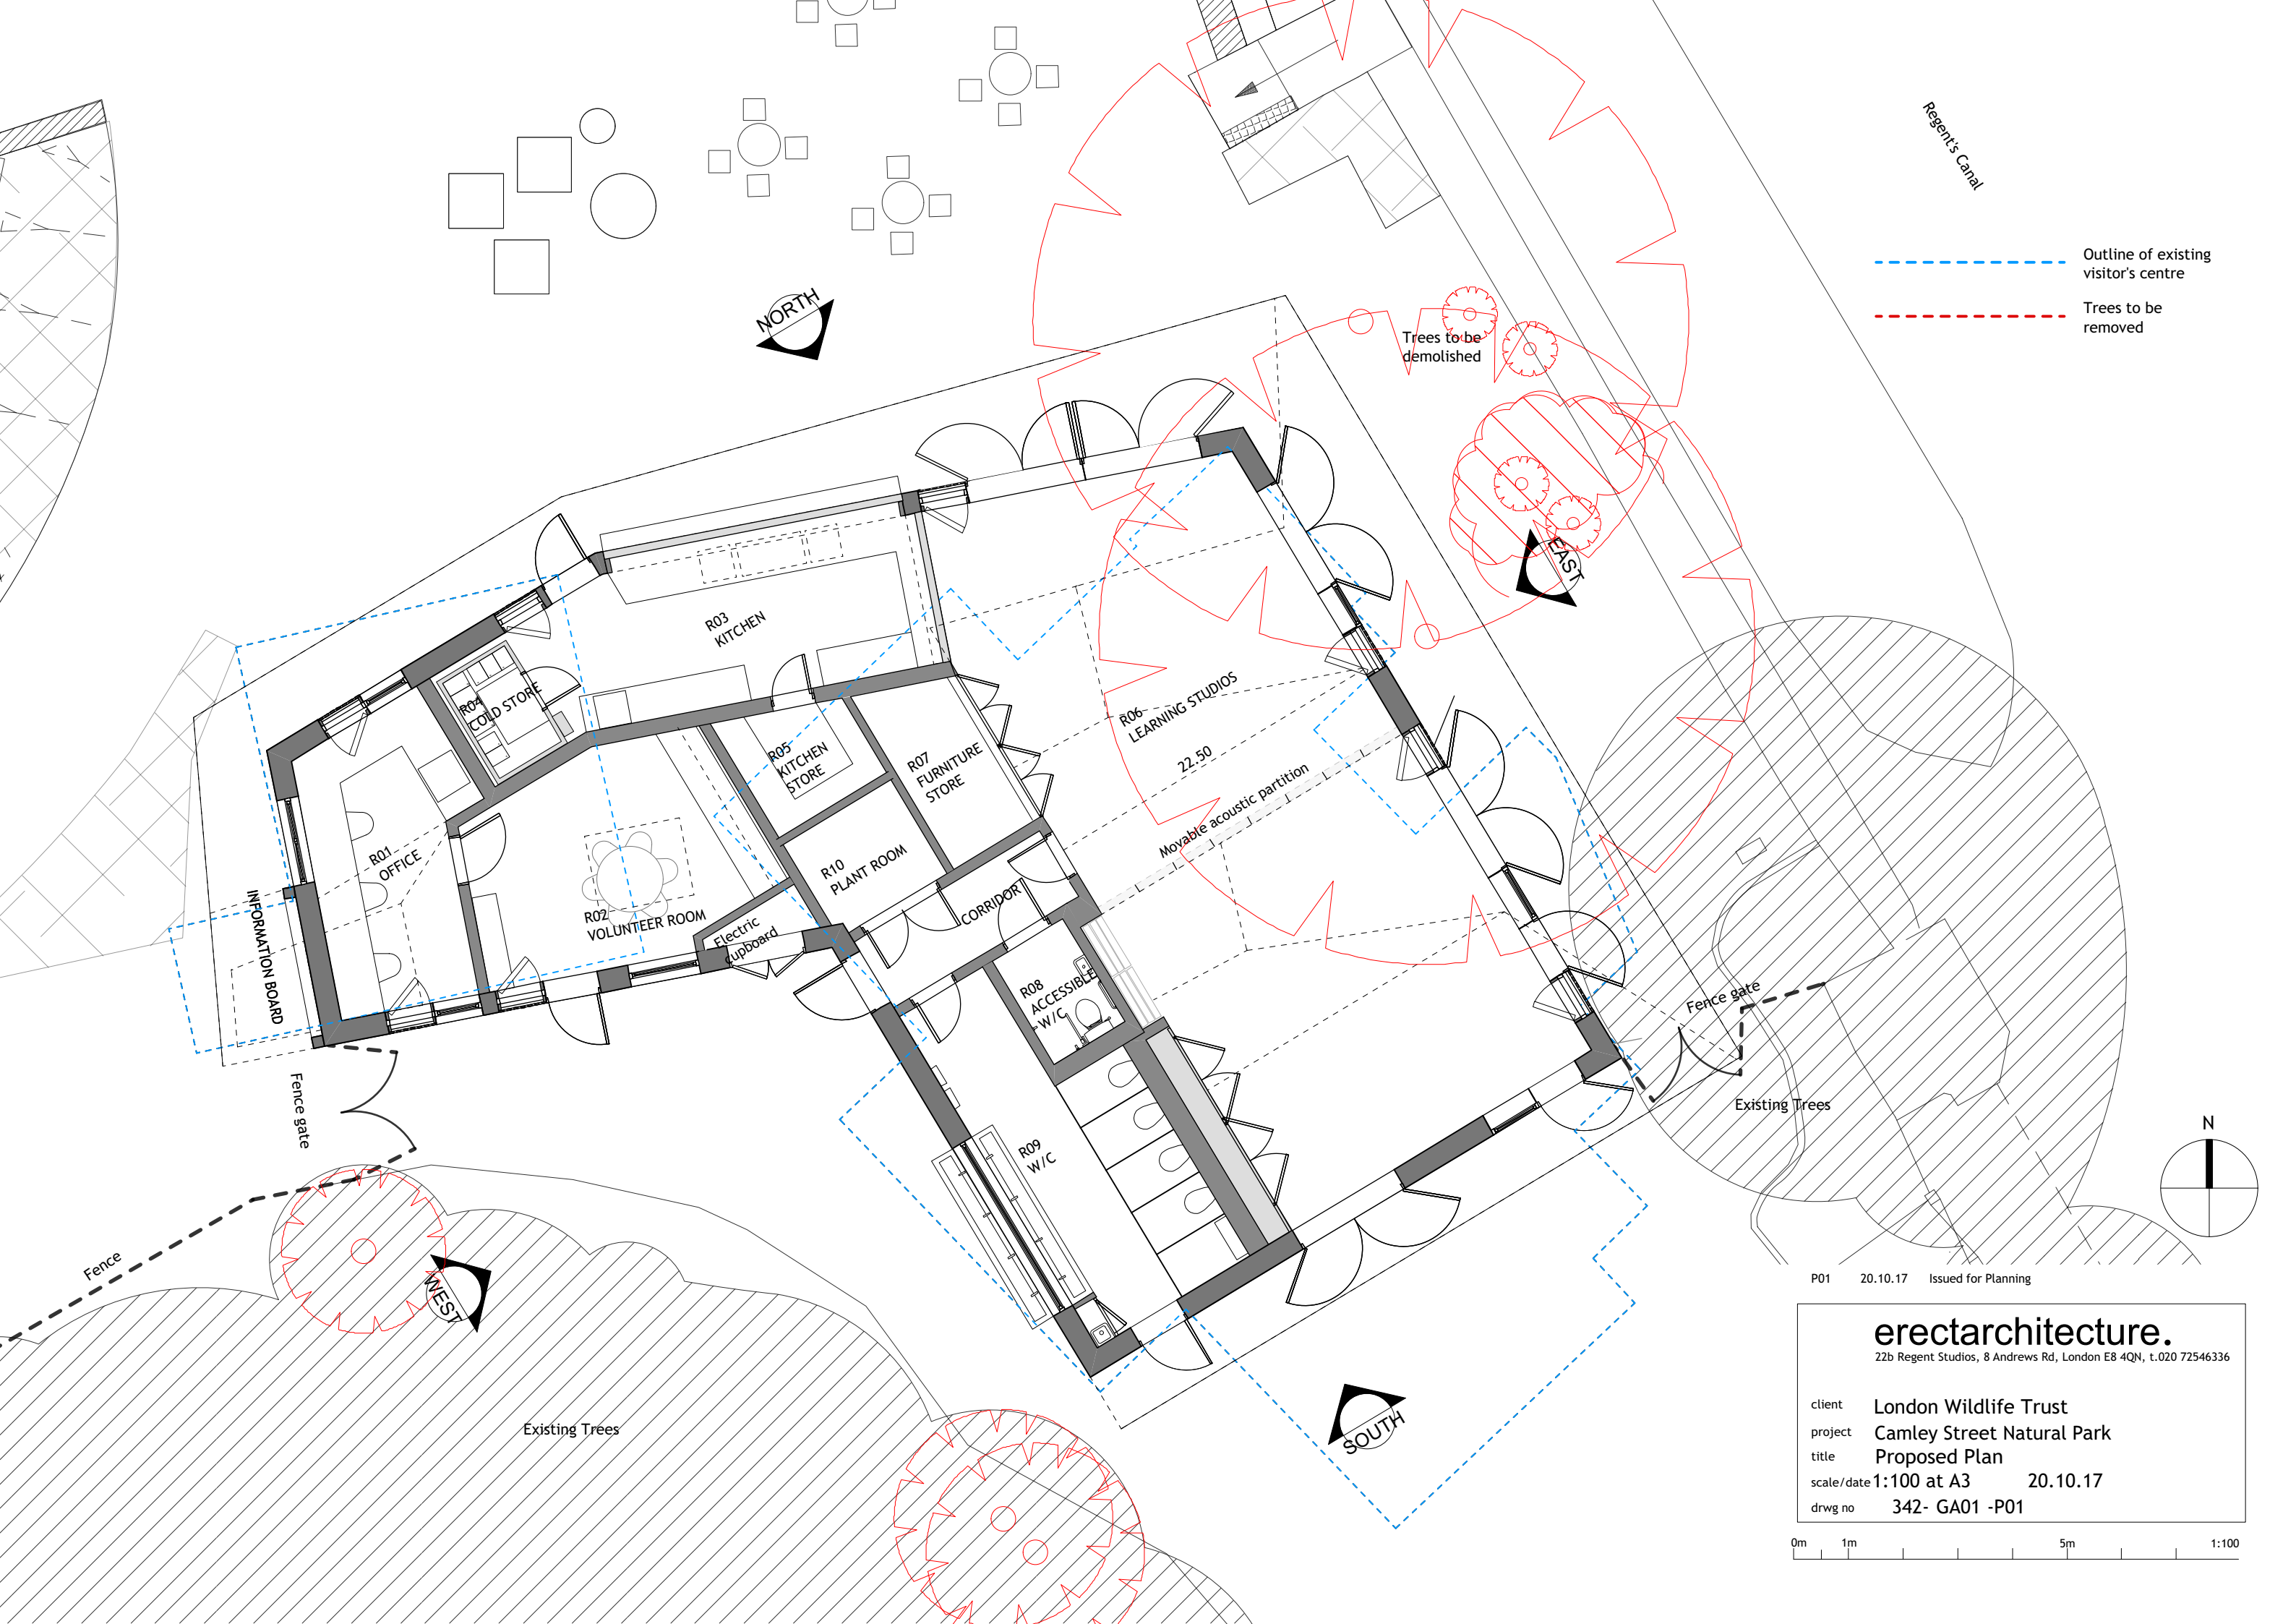 Regent's Canal
Outline of existing
visitor's centre
Trees to be
removed
NORTH
Trees to be
demolished
EAST
R03
KITCHEN
R04
COLD STORE
R06
LEARNING STUDIOS
22.50
Movable acoustic partition
R05
KITCHEN
STORE
R07
FURNITURE
STORE
R01
OFFICE
R10
PLANT ROOM
R02
VOLUNTEER ROOM
Electric
cupboard
CORRIDOR
INFORMATION BOARD
R08
ACCESSIBLE
W/C
Fence gate
Existing Trees
Fence gate
R09
W/C
N
Fence
WEST
SOUTH
Existing Trees
P01 20.10.17 Issued for Planning
erectarchitecture.
22b Regent Studios, 8 Andrews Rd, London E8 4QN, t.020 72546336
client London Wildlife Trust
project Camley Street Natural Park
title Proposed Plan
scale/date 1:100 at A3 20.10.17
drwg no 342- GA01 -P01
0m 1m 5m 1:100